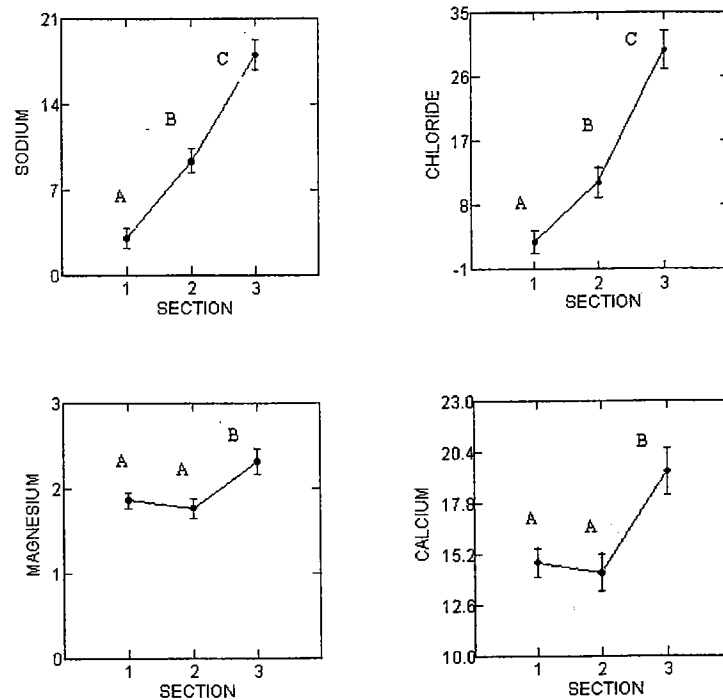 SODIUM
21
14
7
0
A
B
C
1 2 3
SECTION
CHLORIDE
35
26
17
8
-1
A
B
C
1 2 3
SECTION
MAGNESIUM
3
2
1
0
A
A
B
1 2 3
SECTION
CALCIUM
23.0
20.4
17.8
15.2
12.6
10.0
A
A
B
1 2 3
SECTION